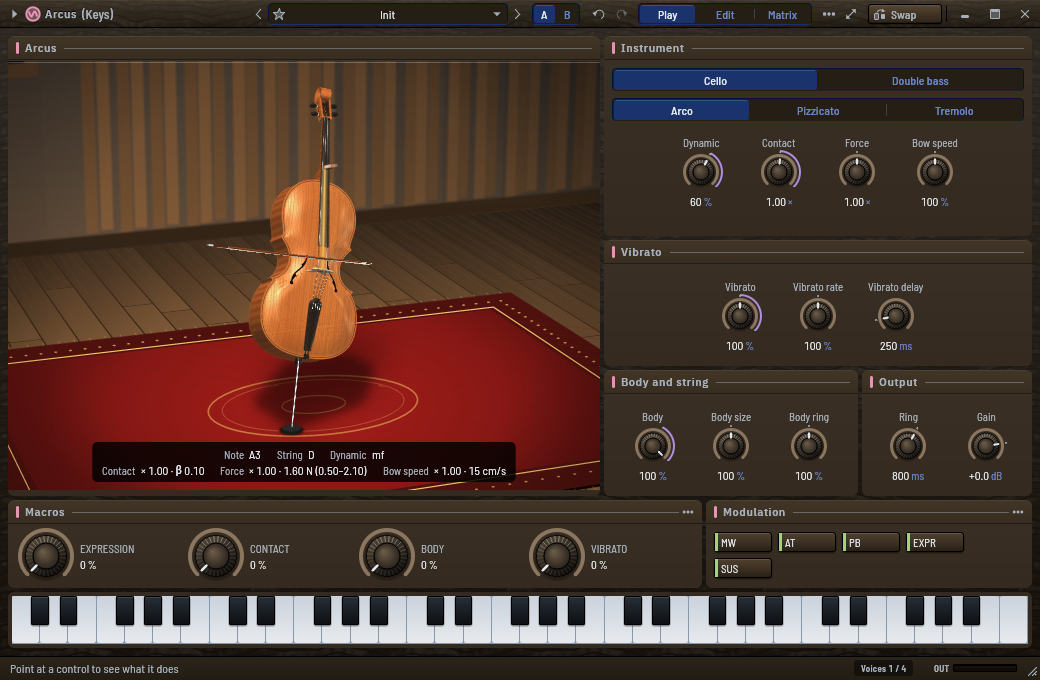 Arcus (Keys)
Init
A B
Play Edit Matrix
Swap
Arcus
Note A3 String D Dynamic mf
Contact × 1.00 · β 0.10 Force × 1.00 · 1.60 N (0.50–2.10) Bow speed × 1.00 · 15 cm/s
Instrument
Cello Double bass
Arco Pizzicato Tremolo
Dynamic Contact Force Bow speed
60 % 1.00 × 1.00 × 100 %
Vibrato
Vibrato Vibrato rate Vibrato delay
100 % 100 % 250 ms
Body and string
Body Body size Body ring
100 % 100 % 100 %
Output
Ring Gain
800 ms +0.0 dB
Macros
EXPRESSION
0 %
CONTACT
0 %
BODY
0 %
VIBRATO
0 %
Modulation
MW AT PB EXPR
SUS
Point at a control to see what it does
Voices 1 / 4 OUT